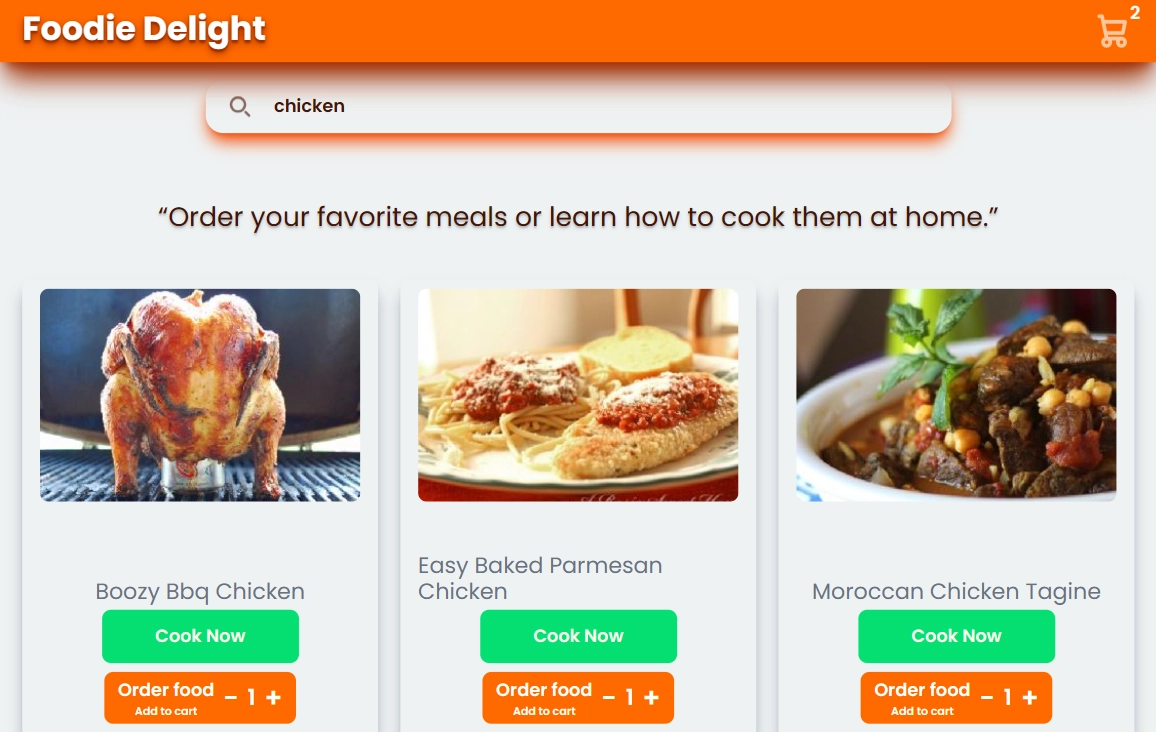 Foodie Delight
2
chicken
“Order your favorite meals or learn how to cook them at home.”
Boozy Bbq Chicken
Cook Now
Order food - 1 +
Add to cart
Easy Baked Parmesan
Chicken
Cook Now
Order food - 1 +
Add to cart
Moroccan Chicken Tagine
Cook Now
Order food - 1 +
Add to cart